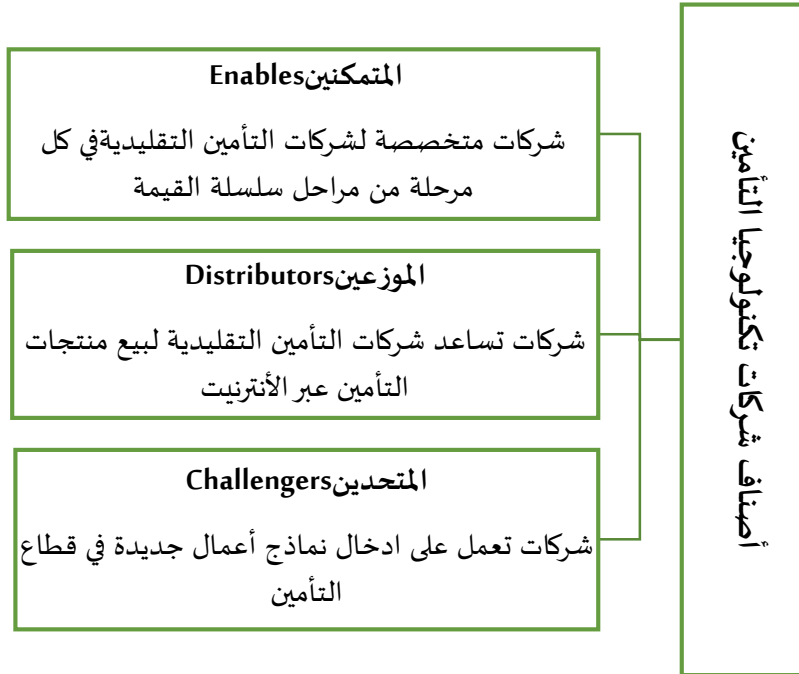 أصناف شركات تكنولوجيا التأمين
المتمكنينEnables
شركات متخصصة لشركات التأمين التقليديةفي كل
مرحلة من مراحل سلسلة القيمة
الموزعينDistributors
شركات تساعد شركات التأمين التقليدية لبيع منتجات
التأمين عبر الأنترنيت
المتحدينChallengers
شركات تعمل على ادخال نماذج أعمال جديدة في قطاع
التأمين